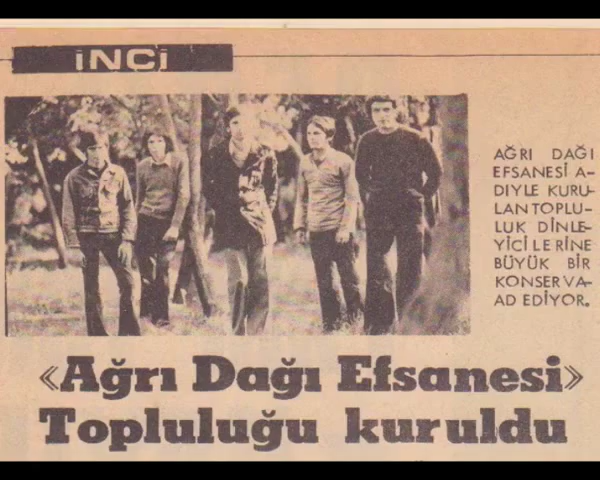 İNCİ
AĞRI DAĞI
EFSANESİ A-
DIYLE KURU-
LAN TOPLU-
LUK DİNLE-
YİCİLERİNE
BÜYÜK BİR
KONSER VA-
AD EDİYOR.
«Ağrı Dağı Efsanesi»
Topluluğu kuruldu